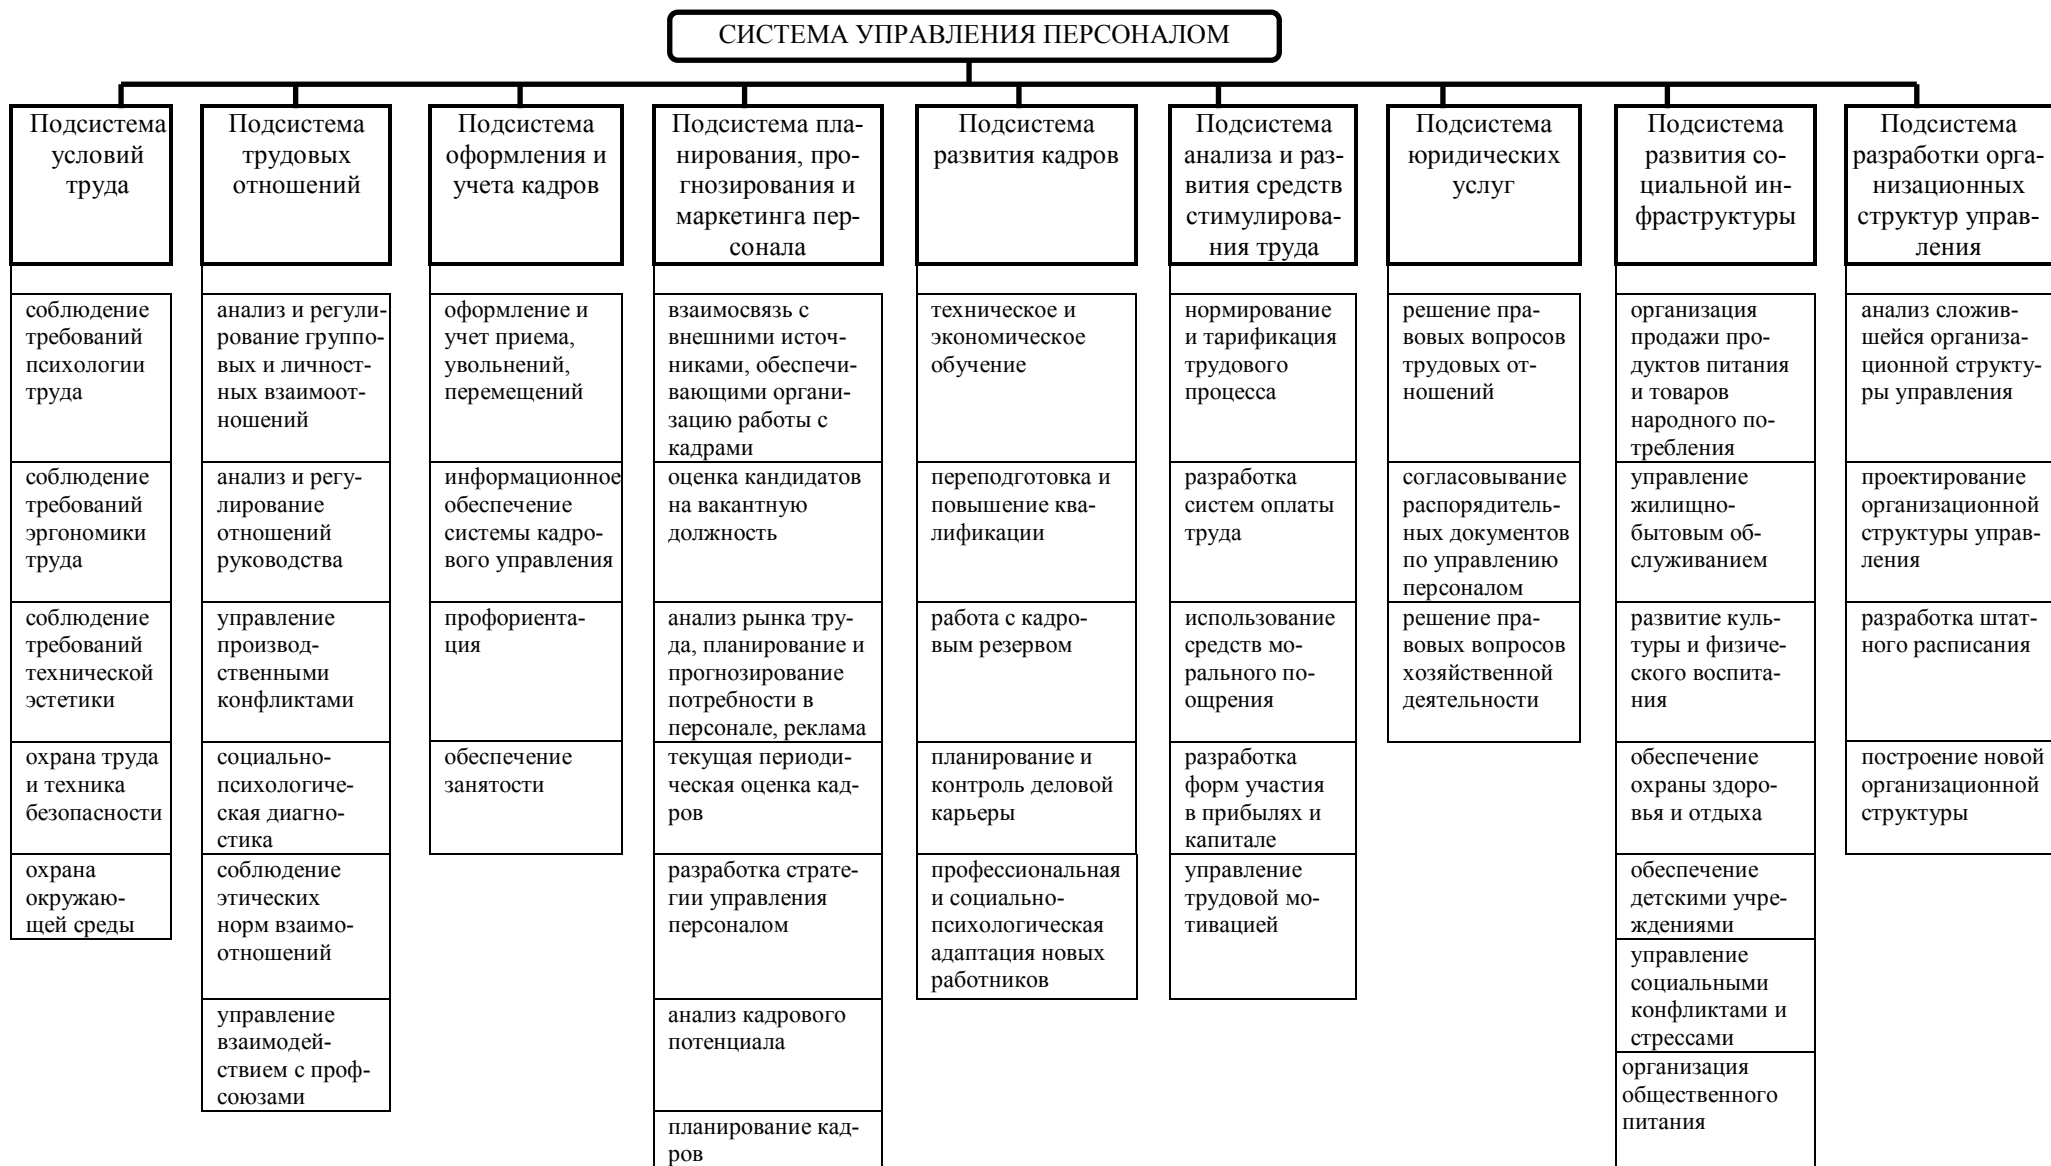 СИСТЕМА УПРАВЛЕНИЯ ПЕРСОНАЛОМ
Подсистема
условий
труда
соблюдение
требований
психологии
труда
соблюдение
требований
эргономики
труда
соблюдение
требований
технической
эстетики
охрана труда
и техника
безопасности
охрана
окружаю-
щей среды
Подсистема
трудовых
отношений
анализ и регули-
рование группо-
вых и личност-
ных взаимоот-
ношений
анализ и регу-
лирование
отношений
руководства
управление
производ-
ственными
конфликтами
социально-
психологиче-
ская диагно-
стика
соблюдение
этических
норм взаимо-
отношений
управление
взаимодей-
ствием с проф-
союзами
Подсистема
оформления и
учета кадров
оформление и
учет приема,
увольнений,
перемещений
информационное
обеспечение
системы кадро-
вого управления
профориента-
ция
обеспечение
занятости
Подсистема пла-
нирования, про-
гнозирования и
маркетинга пер-
сонала
взаимосвязь с
внешними источ-
никами, обеспечи-
вающими органи-
зацию работы с
кадрами
оценка кандидатов
на вакантную
должность
анализ рынка тру-
да, планирование и
прогнозирование
потребности в
персонале, реклама
текущая периоди-
ческая оценка кад-
ров
разработка страте-
гии управления
персоналом
анализ кадрового
потенциала
планирование кад-
ров
Подсистема
развития кадров
техническое и
экономическое
обучение
переподготовка и
повышение ква-
лификации
работа с кадро-
вым резервом
планирование и
контроль деловой
карьеры
профессиональная
и социально-
психологическая
адаптация новых
работников
Подсистема
анализа и раз-
вития средств
стимулирова-
ния труда
нормирование
и тарификация
трудового
процесса
разработка
систем оплаты
труда
использование
средств мо-
рального по-
ощрения
разработка
форм участия
в прибылях и
капитале
управление
трудовой мо-
тивацией
Подсистема
юридических
услуг
решение пра-
вовых вопросов
трудовых от-
ношений
согласовывание
распорядитель-
ных документов
по управлению
персоналом
решение пра-
вовых вопросов
хозяйственной
деятельности
Подсистема
развития со-
циальной ин-
фраструктуры
организация
продажи про-
дуктов питания
и товаров
народного по-
требления
управление
жилищно-
бытовым об-
служиванием
развитие куль-
туры и физиче-
ского воспита-
ния
обеспечение
охраны здоро-
вья и отдыха
обеспечение
детскими учре-
ждениями
управление
социальными
конфликтами и
стрессами
организация
общественного
питания
Подсистема
разработки орга-
низационных
структур управ-
ления
анализ сложив-
шейся организа-
ционной структу-
ры управления
проектирование
организационной
структуры управ-
ления
разработка штат-
ного расписания
построение новой
организационной
структуры